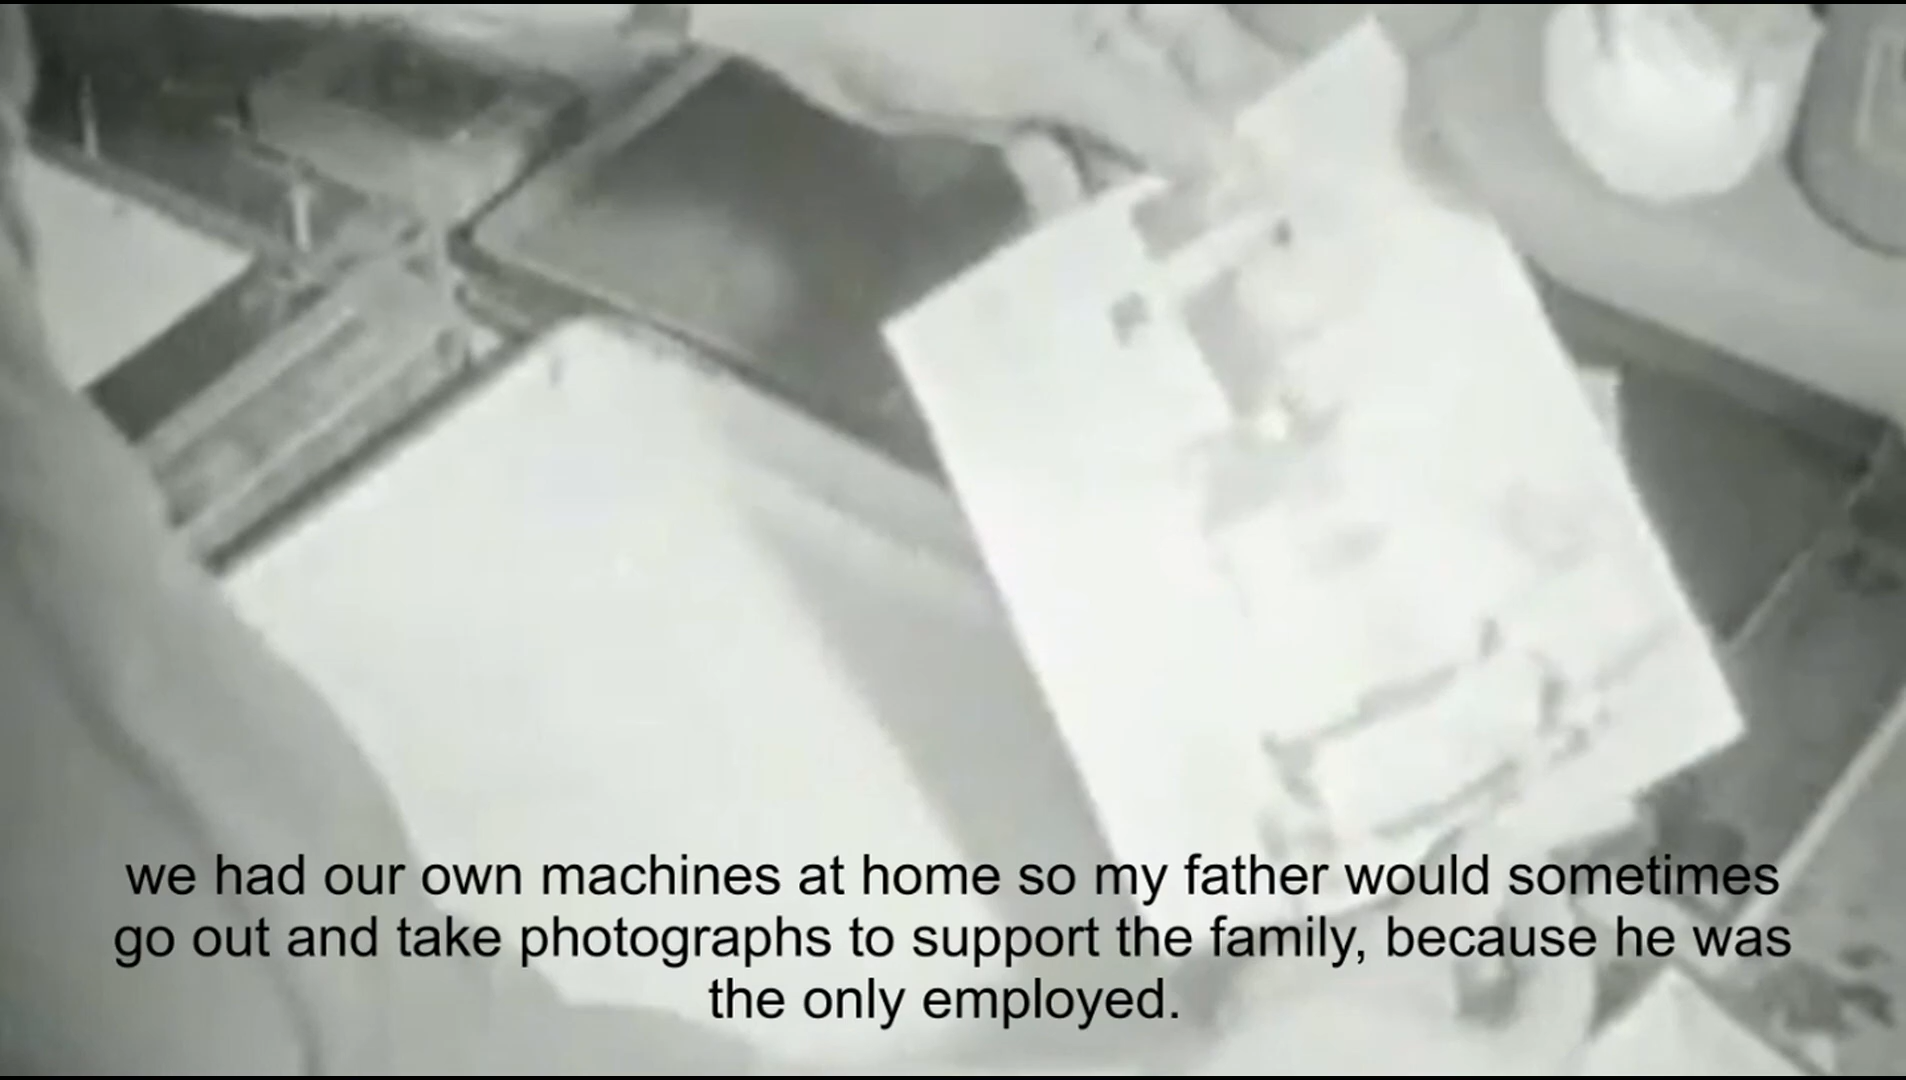 we had our own machines at home so my father would sometimes
go out and take photographs to support the family, because he was
the only employed.